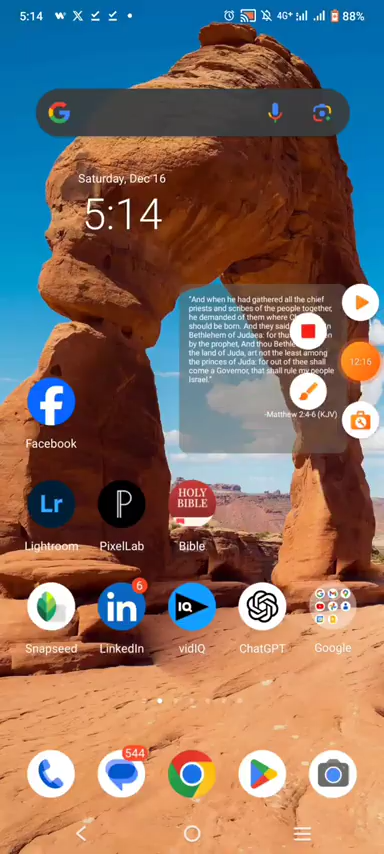 5:14
4G+
88%
Saturday, Dec 16
5:14
"And when he had gathered all the chief
priests and scribes of the people together,
he demanded of them where C
should be born. And they said
Bethlehem of Judaea: for thu
by the prophet, And thou Bethle
the land of Juda, art not the least among
the princes of Juda: for out of thee shall
come a Governor, that shall rule my people
Israel."
-Matthew 2:4-6 (KJV)
12:16
Facebook
Lr
HOLY
BIBLE
Lightroom
PixelLab
Bible
6
in
IQ
Snapseed
LinkedIn
vidIQ
ChatGPT
Google
544